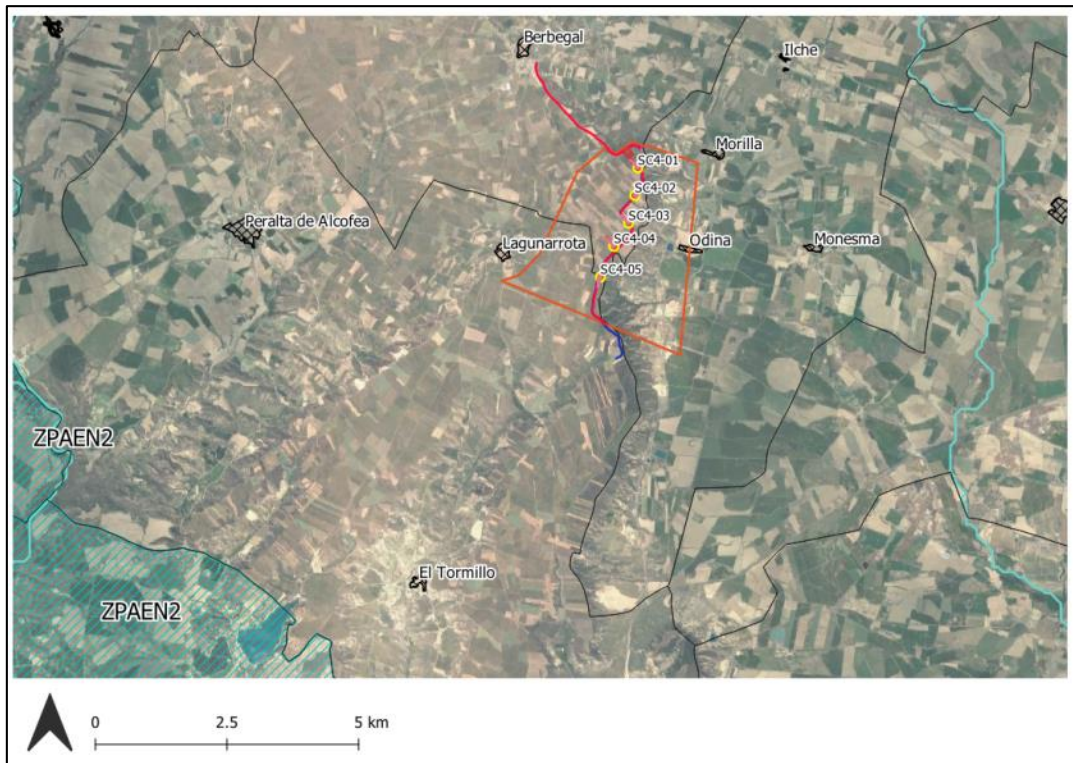 Berbegal
Ilche
Morilla
SC4-01
SC4-02
Peralta de Alcofea
SC4-03
Lagunarrota
SC4-04
Odina
Monesma
SC4-05
ZPAEN2
El Tormillo
ZPAEN2
0 2.5 5 km